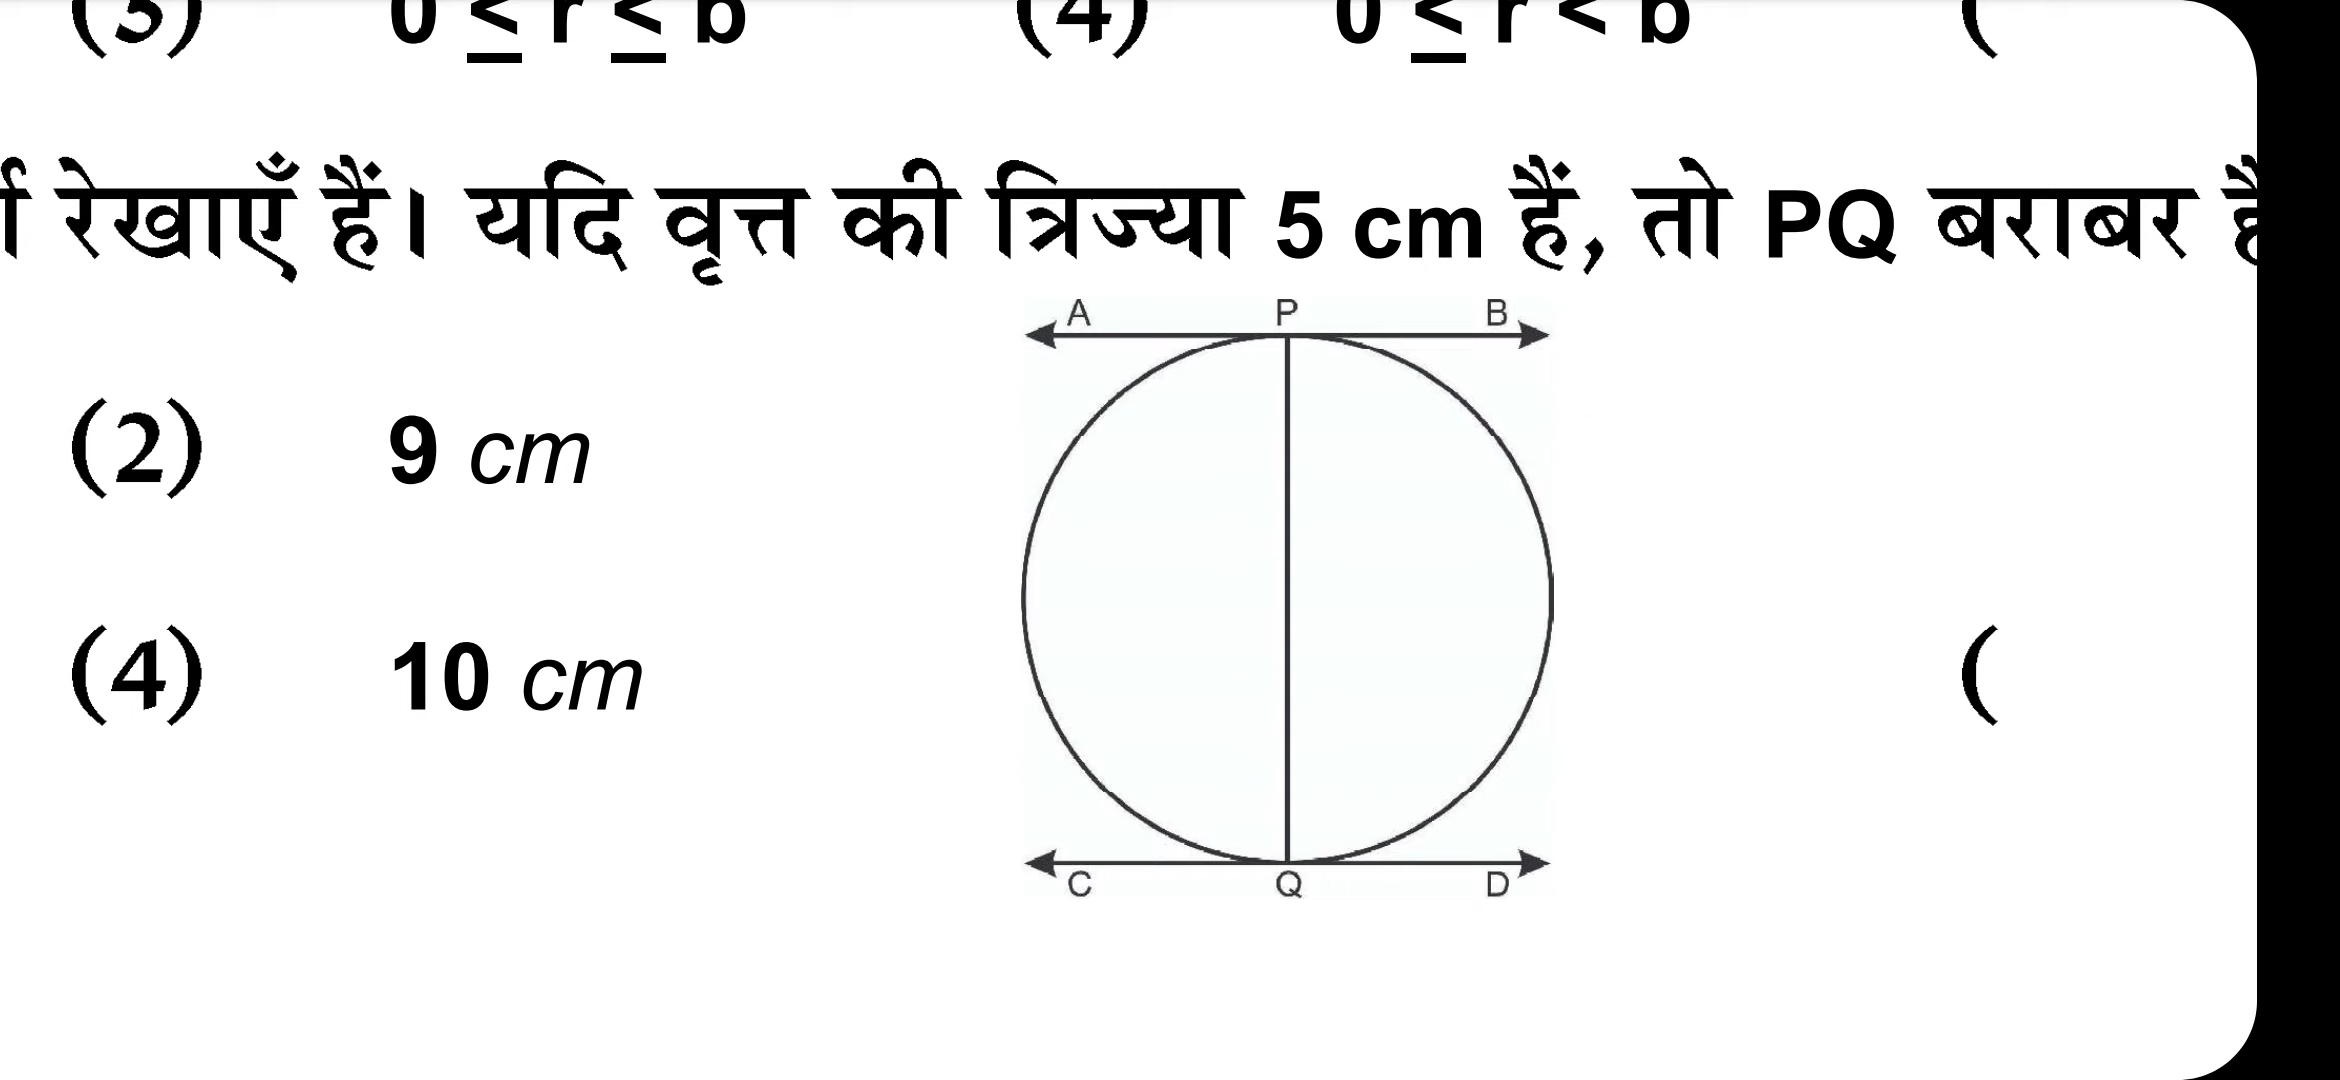 (3) 0 ≤ r ≤ b (4) 0 ≤ r < b (
रेखाएँ हैं। यदि वृत्त की त्रिज्या 5 cm हैं, तो PQ बराबर है
A P B
(2) 9 cm
(4) 10 cm (
C Q D